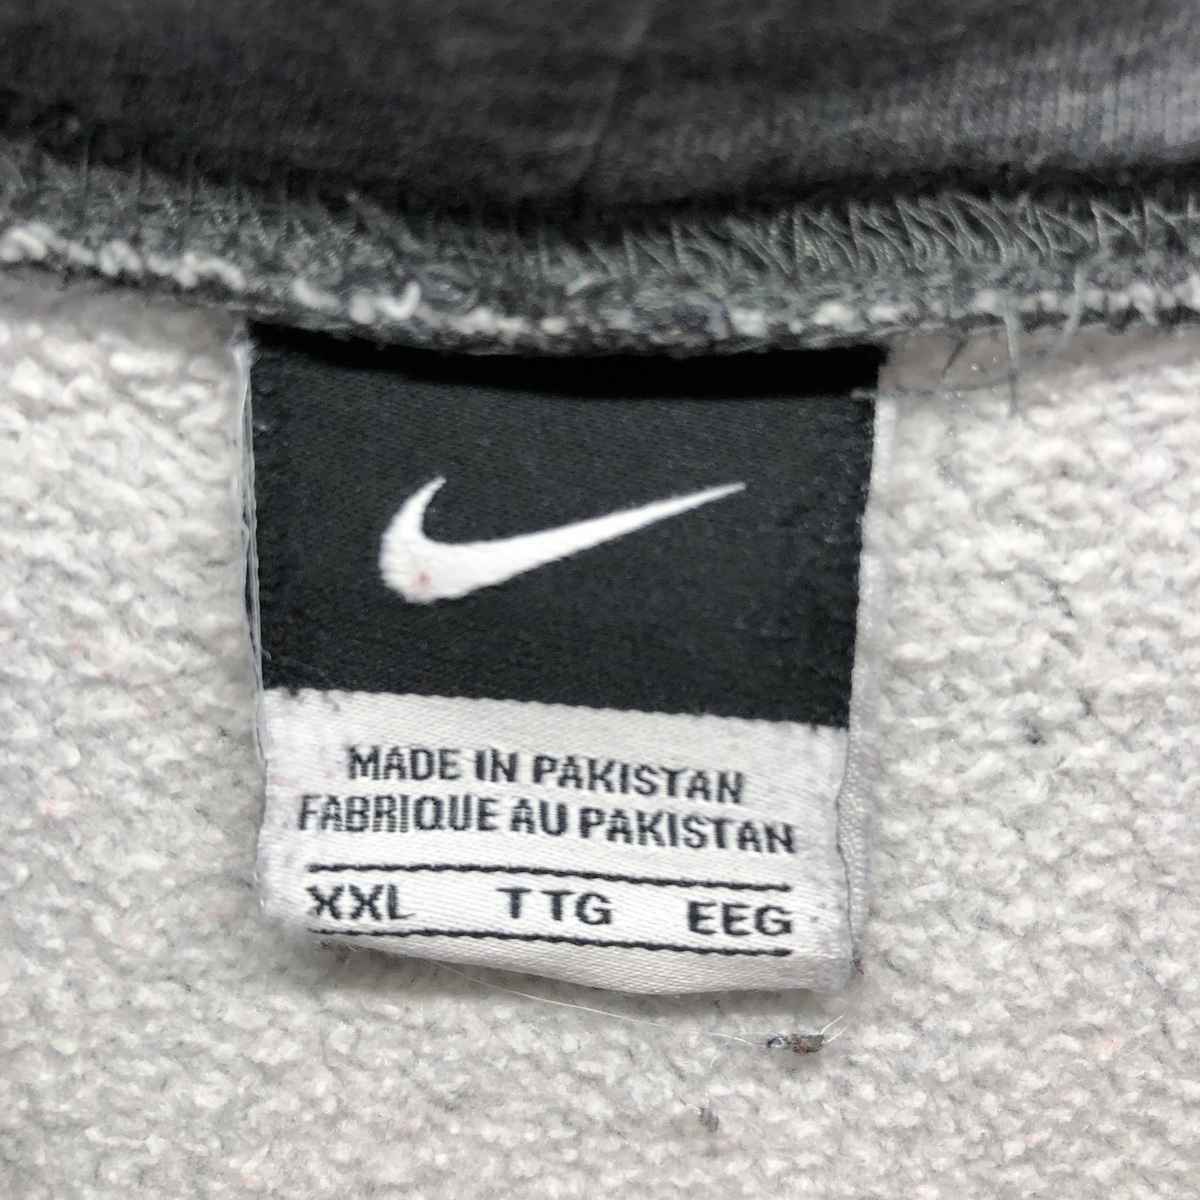 MADE IN PAKISTAN
FABRIQUE AU PAKISTAN
XXL TTG EEG